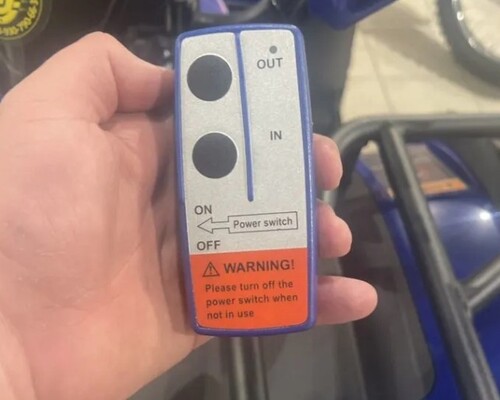 OUT
IN
ON
Power switch
OFF
WARNING!
Please turn off the
power switch when
not in use